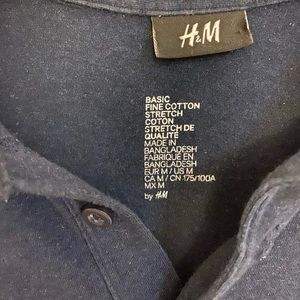 H&M
BASIC
FINE COTTON
STRETCH
COTON
STRETCH DE
QUALITÉ
MADE IN
BANGLADESH
FABRIQUÉ EN
BANGLADESH
EUR M / US M
CA M / CN 175/100A
MX M
by H&M